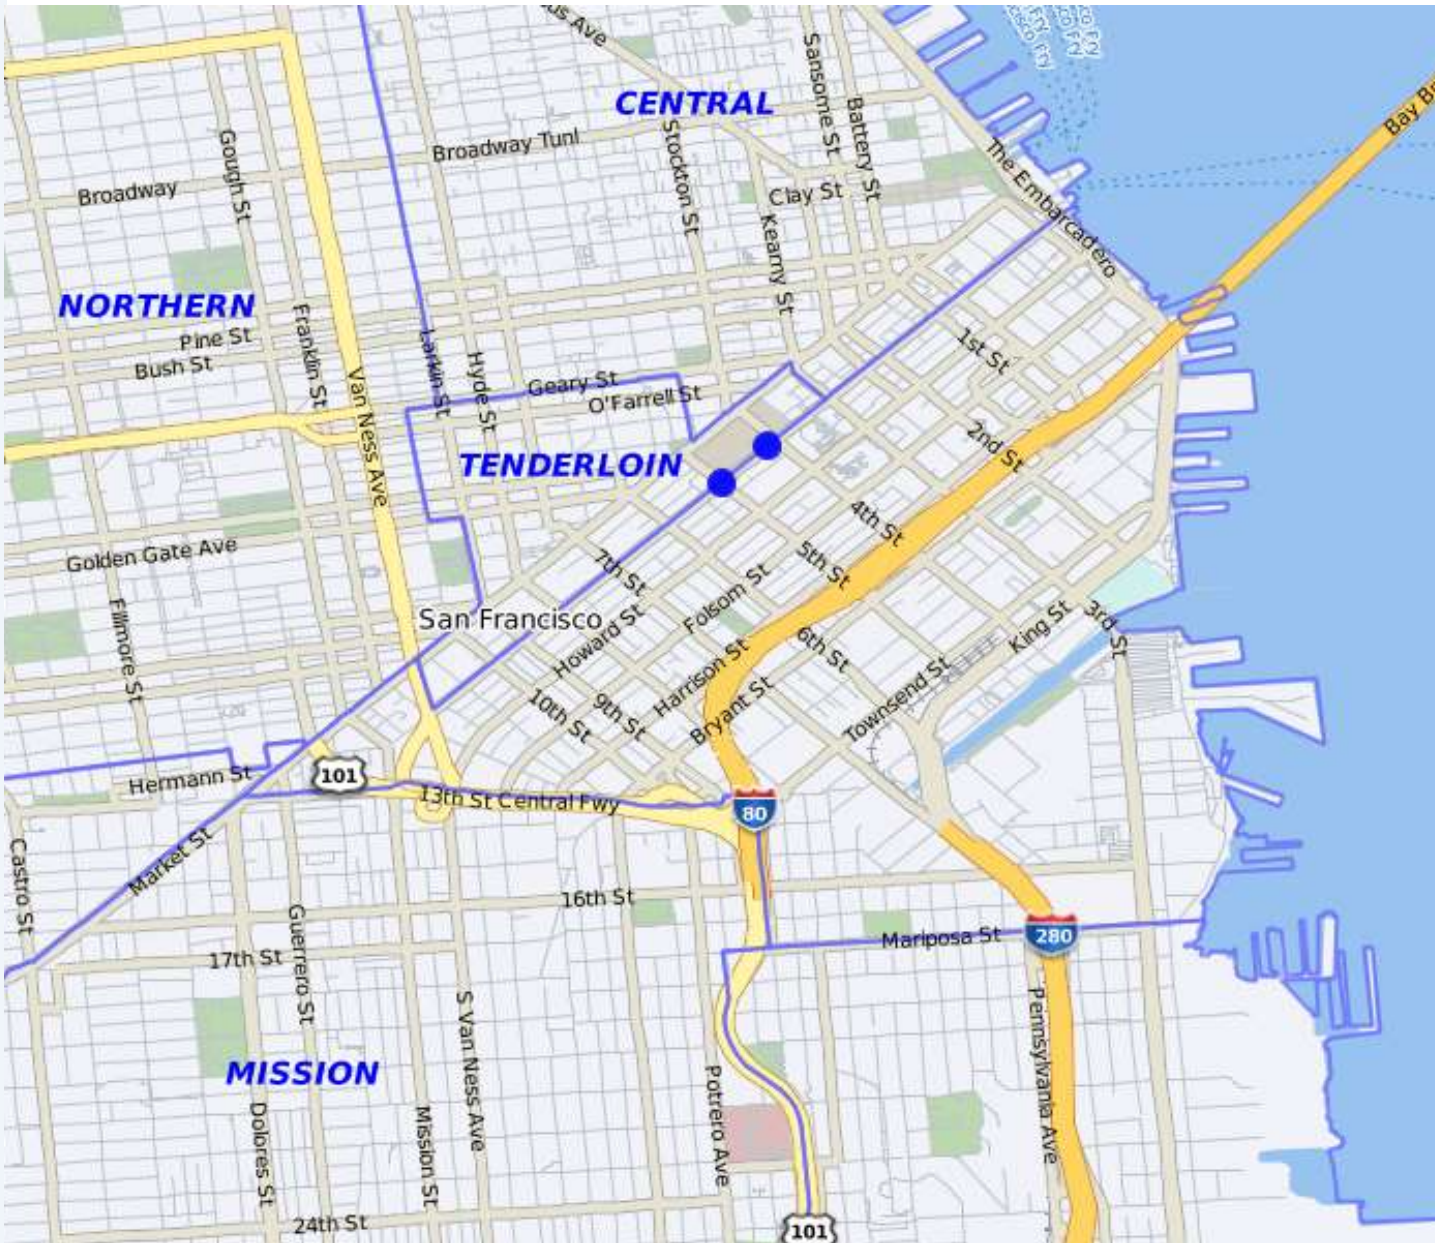 us Ave
Sansome St
CENTRAL
Battery St
Bay Br
Gough St
Broadway Tunl
Stockton St
The Embarcadero
Broadway
Clay St
Kearny St
NORTHERN
Pine St
Franklin St
Larkin St
1st St
Bush St
Van Ness Ave
Hyde St
Geary St
O'Farrell St
2nd St
TENDERLOIN
4th St
Golden Gate Ave
7th St
Folsom St
5th St
Fillmore St
San Francisco
Howard St
6th St
King St
3rd St
Harrison St
10th St
9th St
Bryant St
Townsend St
Hermann St
101
13th St Central Fwy
80
Market St
Castro St
16th St
Guerrero St
17th St
Mariposa St
280
S Van Ness Ave
Pennsylvania Ave
MISSION
Potrero Ave
Dolores St
Mission St
24th St
101